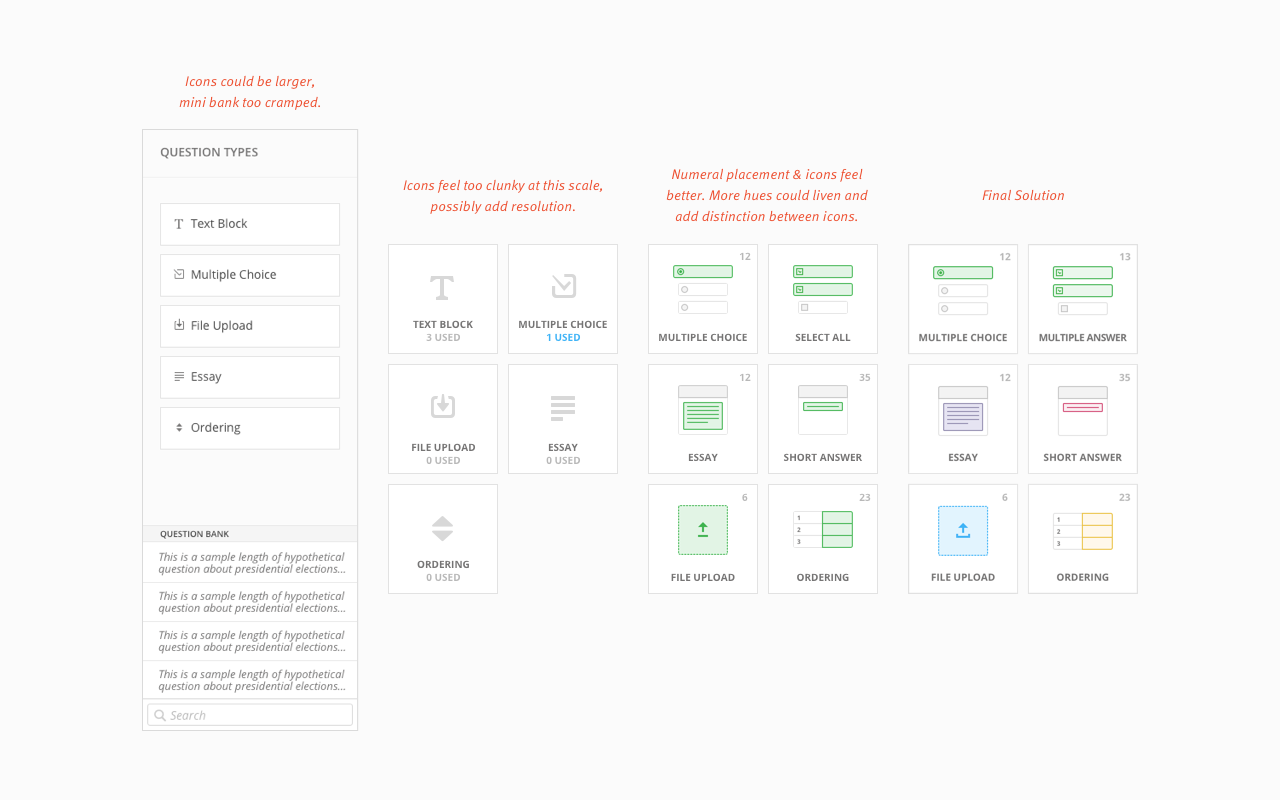 Icons could be larger,
mini bank too cramped.
QUESTION TYPES
Text Block
Multiple Choice
File Upload
Essay
Ordering
QUESTION BANK
This is a sample length of hypothetical
question about presidential elections...
This is a sample length of hypothetical
question about presidential elections...
This is a sample length of hypothetical
question about presidential elections...
This is a sample length of hypothetical
question about presidential elections...
Search
Icons feel too clunky at this scale,
possibly add resolution.
T
TEXT BLOCK
3 USED
MULTIPLE CHOICE
1 USED
FILE UPLOAD
0 USED
ESSAY
0 USED
ORDERING
0 USED
Numeral placement & icons feel
better. More hues could liven and
add distinction between icons.
12
MULTIPLE CHOICE
SELECT ALL
12
ESSAY
35
SHORT ANSWER
6
FILE UPLOAD
23
1
2
3
ORDERING
Final Solution
12
MULTIPLE CHOICE
13
MULTIPLE ANSWER
12
ESSAY
35
SHORT ANSWER
6
FILE UPLOAD
23
1
2
3
ORDERING